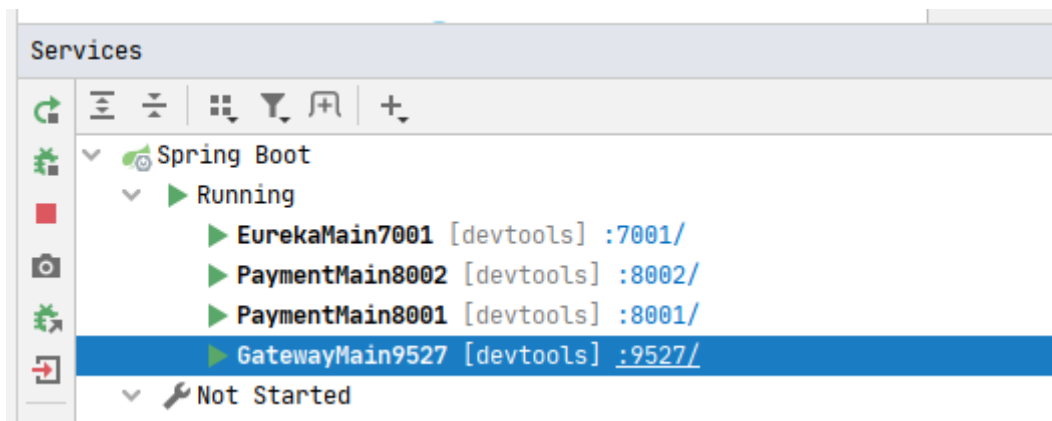 Services
Spring Boot
Running
EurekaMain7001 [devtools] :7001/
PaymentMain8002 [devtools] :8002/
PaymentMain8001 [devtools] :8001/
GatewayMain9527 [devtools] :9527/
Not Started